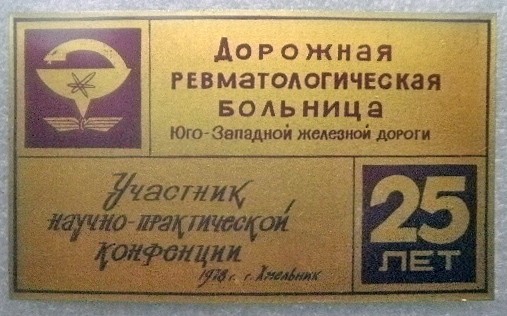 ДОРОЖНАЯ
РЕВМАТОЛОГИЧЕСКАЯ
БОЛЬНИЦА
ЮГО-ЗАПАДНОЙ ЖЕЛЕЗНОЙ ДОРОГИ
Участник
научно-практической
конфенции
1978 г. г. Хмельник
25
ЛЕТ